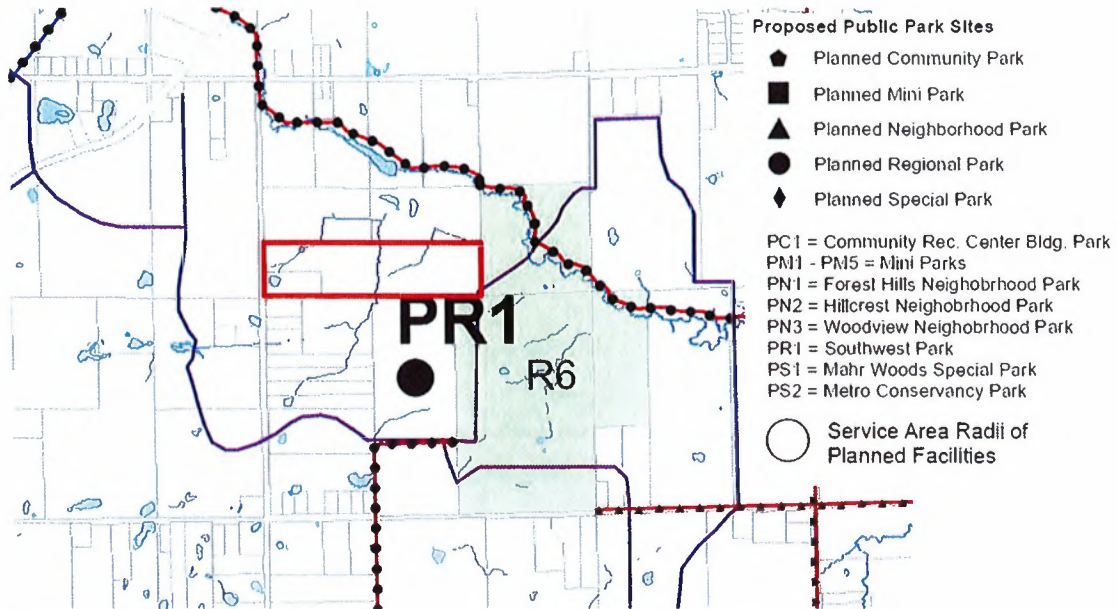 Proposed Public Park Sites
Planned Community Park
Planned Mini Park
Planned Neighborhood Park
Planned Regional Park
Planned Special Park
PC1 = Community Rec. Center Bldg. Park
PM1 - PM5 = Mini Parks
PN1 = Forest Hills Neighobrhood Park
PN2 = Hillcrest Neighobrhood Park
PN3 = Woodview Neighobrhood Park
PR1 = Southwest Park
PS1 = Mahr Woods Special Park
PS2 = Metro Conservancy Park
Service Area Radii of
Planned Facilities
PR1
R6